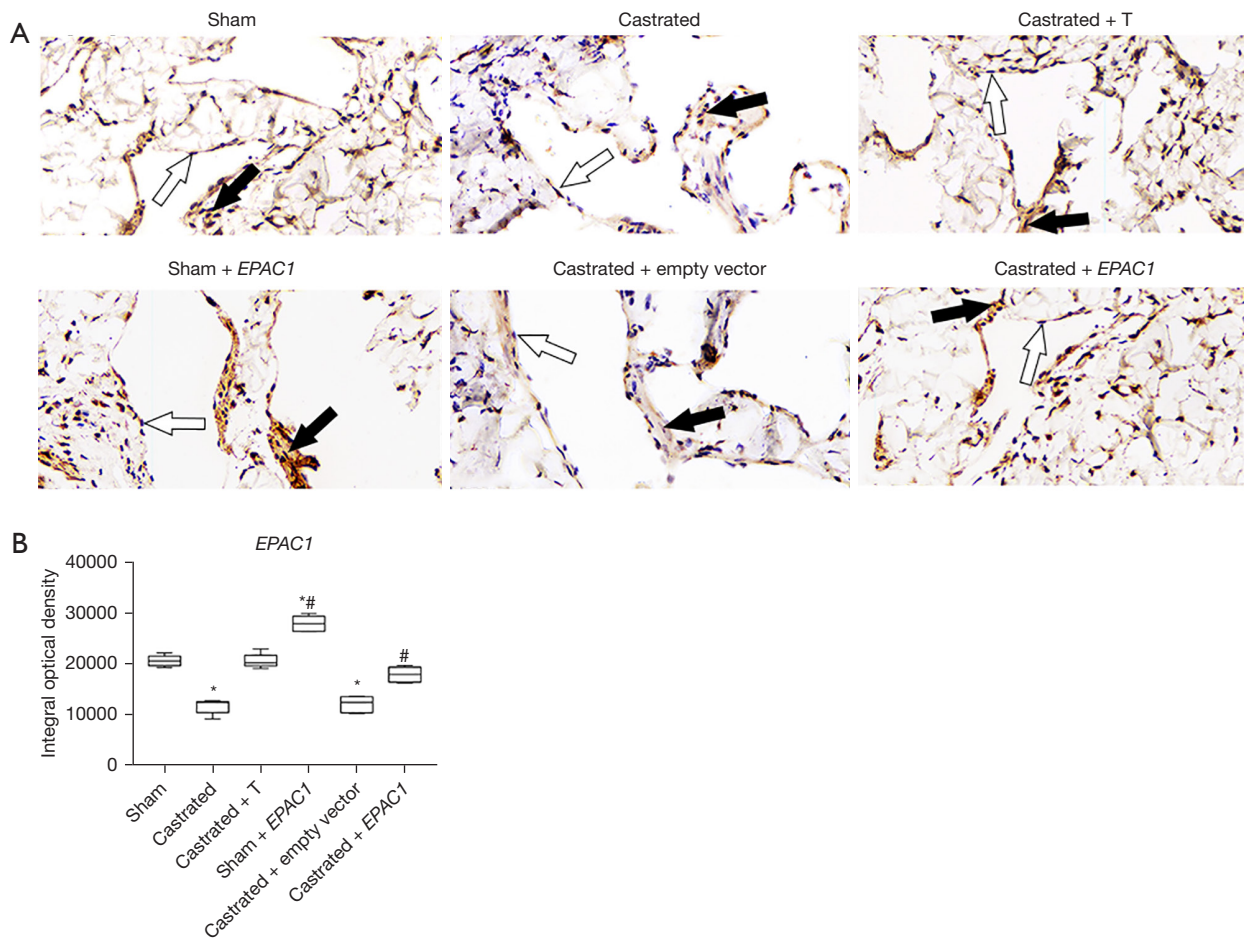 A
Sham
Castrated
Castrated + T
Sham + EPAC1
Castrated + empty vector
Castrated + EPAC1
B
EPAC1
Integral optical density
40000
30000
20000
10000
0
*
*#
*
#
Sham
Castrated
Castrated + T
Sham + EPAC1
Castrated + empty vector
Castrated + EPAC1